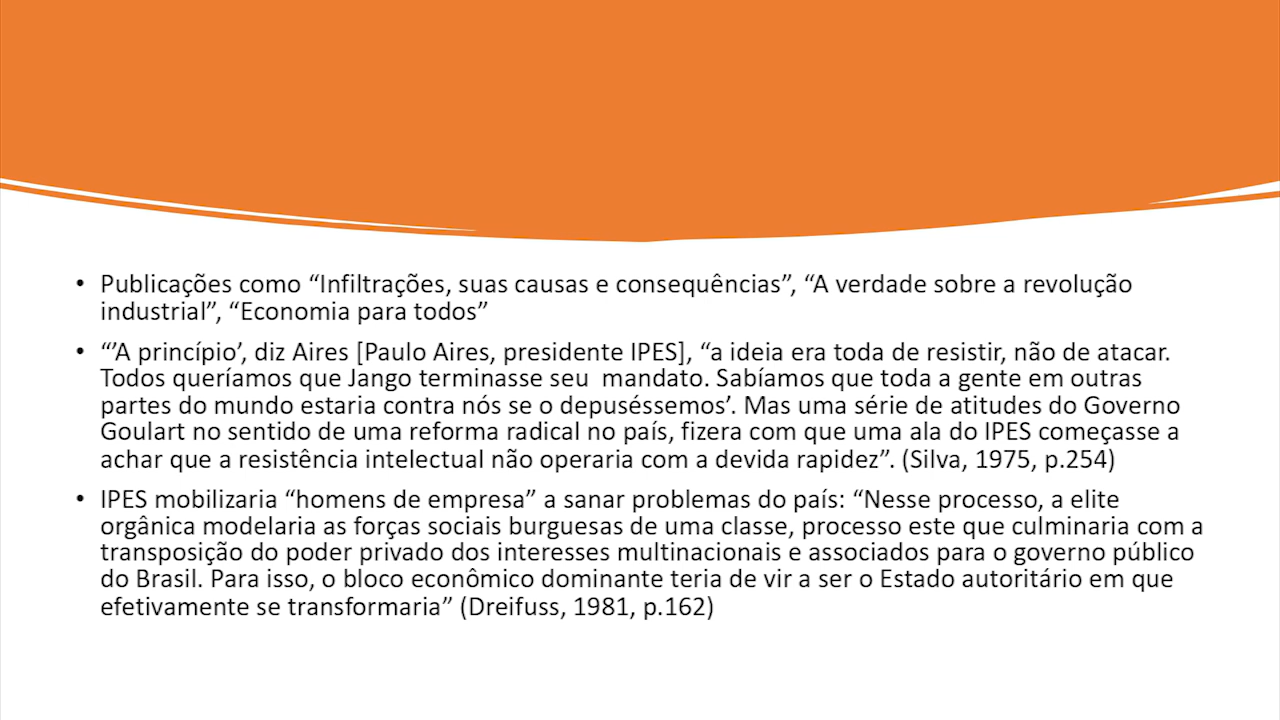 • Publicações como “Infiltrações, suas causas e consequências”, “A verdade sobre a revolução
industrial”, “Economia para todos”
• “’A princípio’, diz Aires [Paulo Aires, presidente IPES], “a ideia era toda de resistir, não de atacar.
Todos queríamos que Jango terminasse seu  mandato. Sabíamos que toda a gente em outras
partes do mundo estaria contra nós se o depuséssemos’. Mas uma série de atitudes do Governo
Goulart no sentido de uma reforma radical no país, fizera com que uma ala do IPES começasse a
achar que a resistência intelectual não operaria com a devida rapidez”. (Silva, 1975, p.254)
• IPES mobilizaria “homens de empresa” a sanar problemas do país: “Nesse processo, a elite
orgânica modelaria as forças sociais burguesas de uma classe, processo este que culminaria com a
transposição do poder privado dos interesses multinacionais e associados para o governo público
do Brasil. Para isso, o bloco econômico dominante teria de vir a ser o Estado autoritário em que
efetivamente se transformaria” (Dreifuss, 1981, p.162)